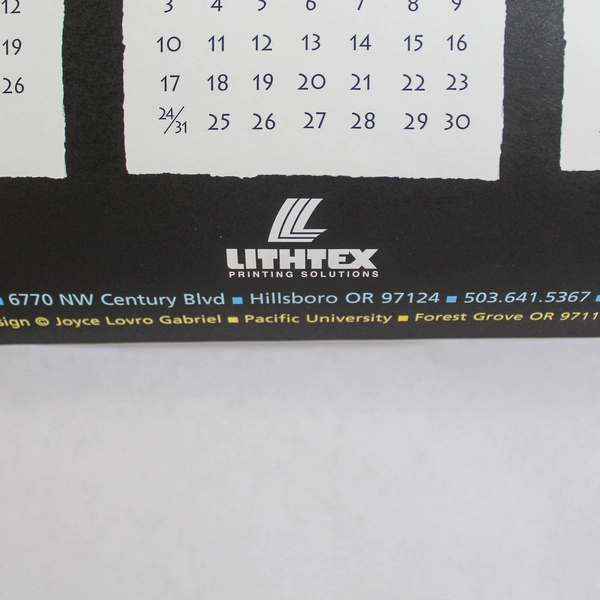 12 3 4 5 6 7 8 9
19 10 11 12 13 14 15 16
26 17 18 19 20 21 22 23
24/31 25 26 27 28 29 30
LITHTEX
PRINTING SOLUTIONS
6770 NW Century Blvd ■ Hillsboro OR 97124 ■ 503.641.5367 ■
sign © Joyce Lovro Gabriel ■ Pacific University ■ Forest Grove OR 9711